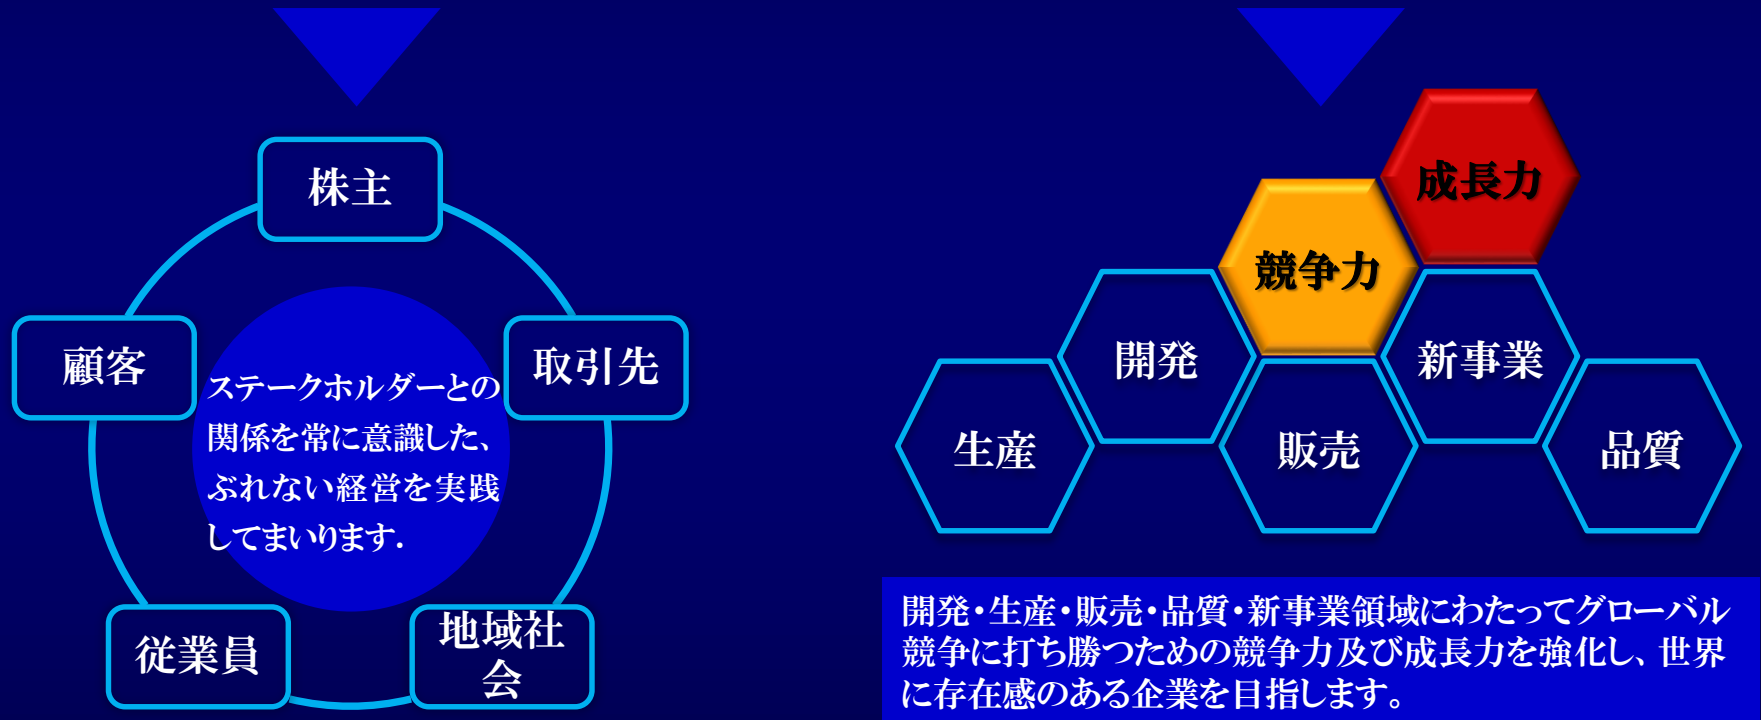 株主
顧客
取引先
ステークホルダーとの
関係を常に意識した、
ぶれない経営を実践
してまいります．
従業員
地域社
会
成長力
競争力
開発
新事業
生産
販売
品質
開発・生産・販売・品質・新事業領域にわたってグローバル
競争に打ち勝つための競争力及び成長力を強化し、世界
に存在感のある企業を目指します。